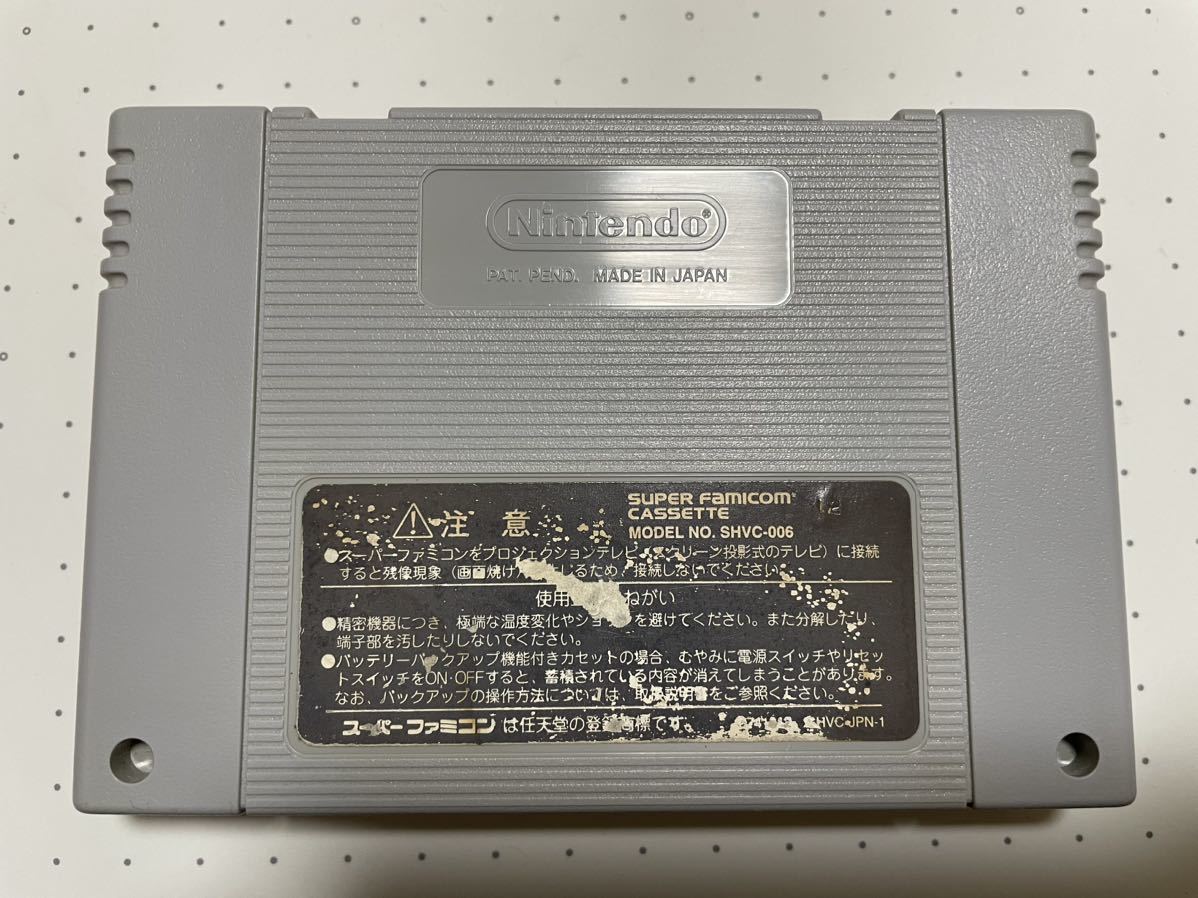 Nintendo®
PAT. PEND. MADE IN JAPAN
SUPER FAMICOM
CASSETTE
MODEL NO. SHVC-006
⚠注 意
●スーパーファミコンをプロジェクションテレビ(スクリーン投影式のテレビ)に接続
すると残像現象(画面焼け) じるため、接続しないでください。
使用 ねがい
●精密機器につき、極端な温度変化やショ を避けてください。また分解したり、
端子部を汚したりしないでください。
●バッテリーバックアップ機能付きカセットの場合、むやみに電源スイッチやリセッ
トスイッチをON・OFFすると、蓄積されている内容が消えてしまうことがあります。
なお、バックアップの操作方法については、取扱説明書をご参照ください。
スーパーファミコンは任天堂の登録商標です。
SHVC-JPN-1